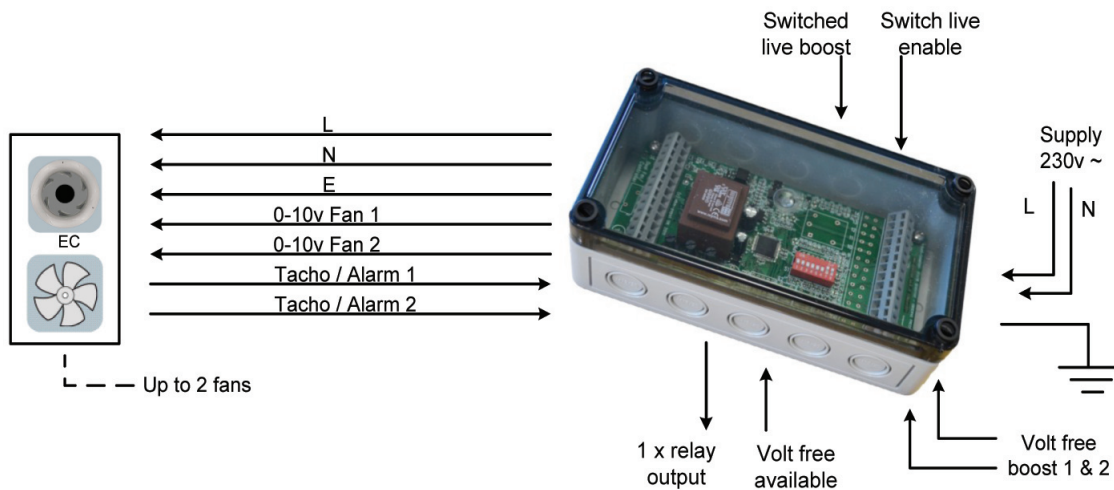 Switched
live boost
Switch live
enable
Supply
230v ~
L
N
L
N
E
0-10v Fan 1
0-10v Fan 2
Tacho / Alarm 1
Tacho / Alarm 2
EC
Up to 2 fans
1 x relay
output
Volt free
available
Volt free
boost 1 & 2